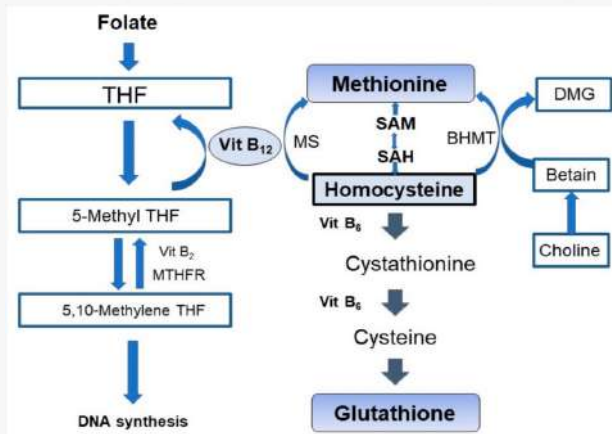 Folate
THF
5-Methyl THF
Vit B2
MTHFR
5,10-Methylene THF
DNA synthesis
Vit B12
MS
Methionine
SAM
SAH
BHMT
Homocysteine
Vit B6
Cystathionine
Vit B6
Cysteine
Glutathione
DMG
Betain
Choline